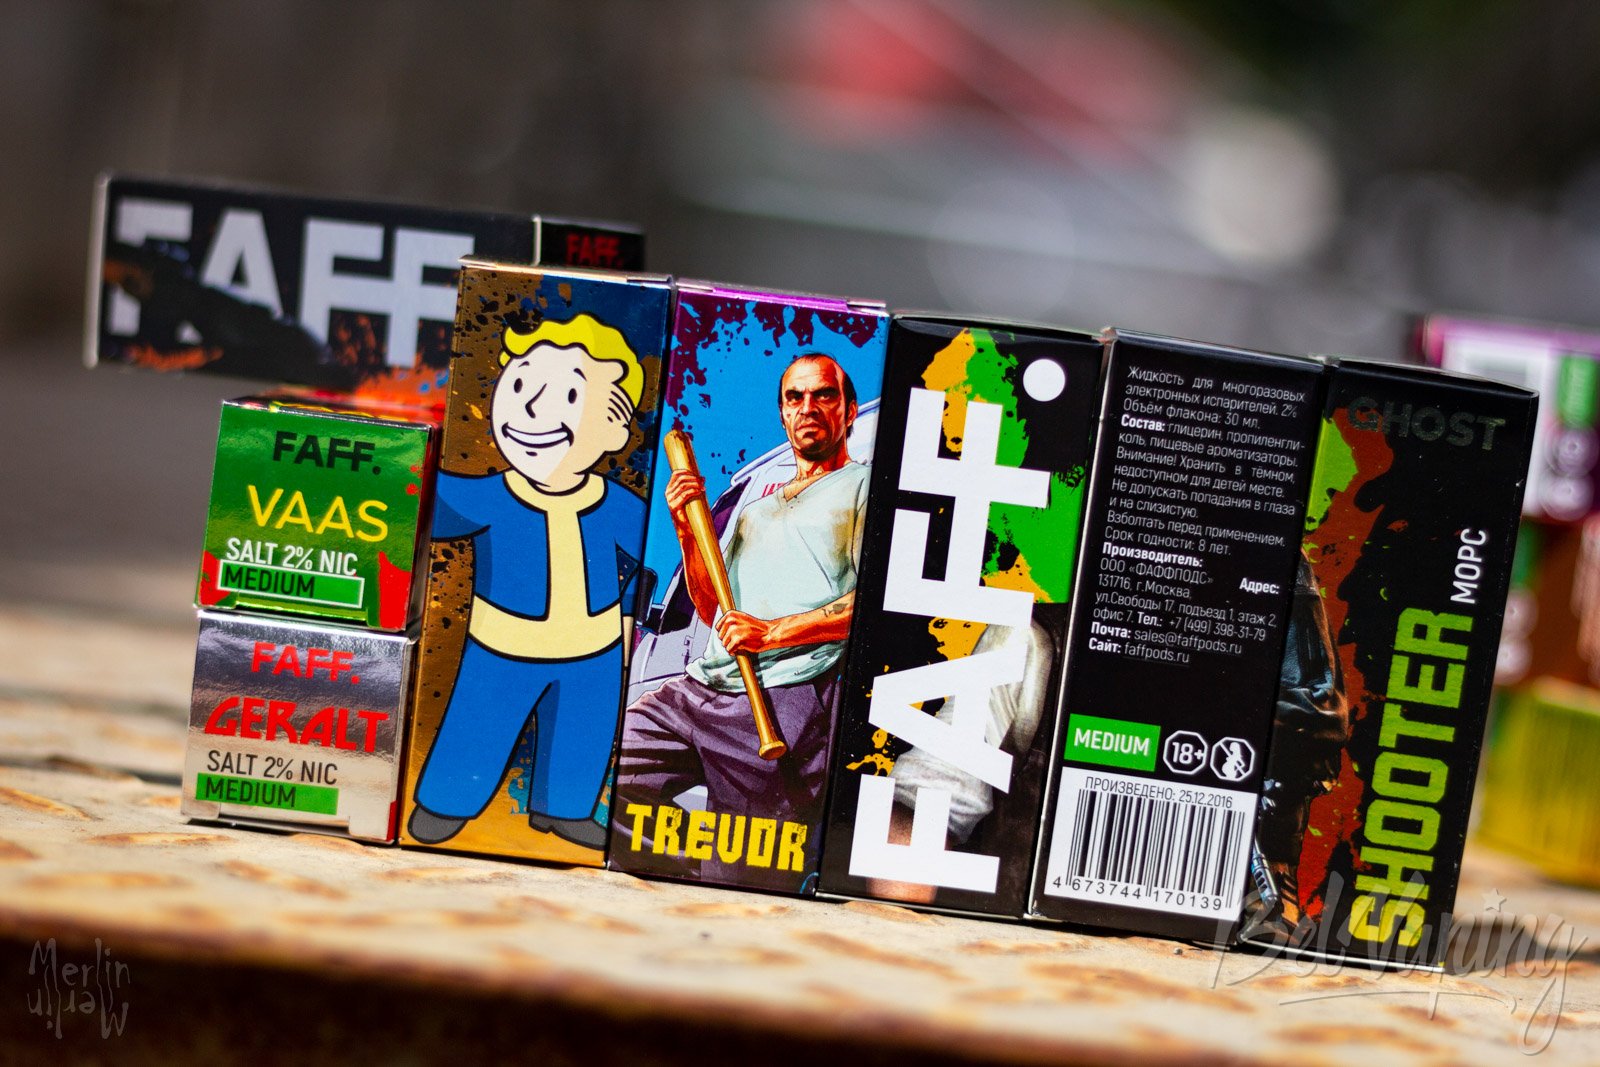 FAFF
FAFF.
FAFF.
VAAS
SALT 2% NIC
MEDIUM
FAFF.
GERALT
SALT 2% NIC
MEDIUM
TREVOR
FAFF.
Жидкость для многоразовых
электронных испарителей. 2%
Объём флакона: 30 мл.
Состав: глицерин, пропиленгли-
коль, пищевые ароматизаторы.
Внимание! Хранить в тёмном,
недоступном для детей месте.
Не допускать попадания в глаза
и на слизистую.
Взболтать перед применением.
Срок годности: 8 лет.
Производитель:
ООО «ФАФФПОДС» Адрес:
131716, г.Москва,
ул.Свободы 17, подъезд 1, этаж 2,
офис 7. Тел.: +7 (499) 398-31-79
Почта: sales@faffpods.ru
Сайт: faffpods.ru
MEDIUM
18+
ПРОИЗВЕДЕНО: 25.12.2016
4 673744 170139
GHOST
SHOOTER
МОРС
Merlin
Merlin
Bel Vaping